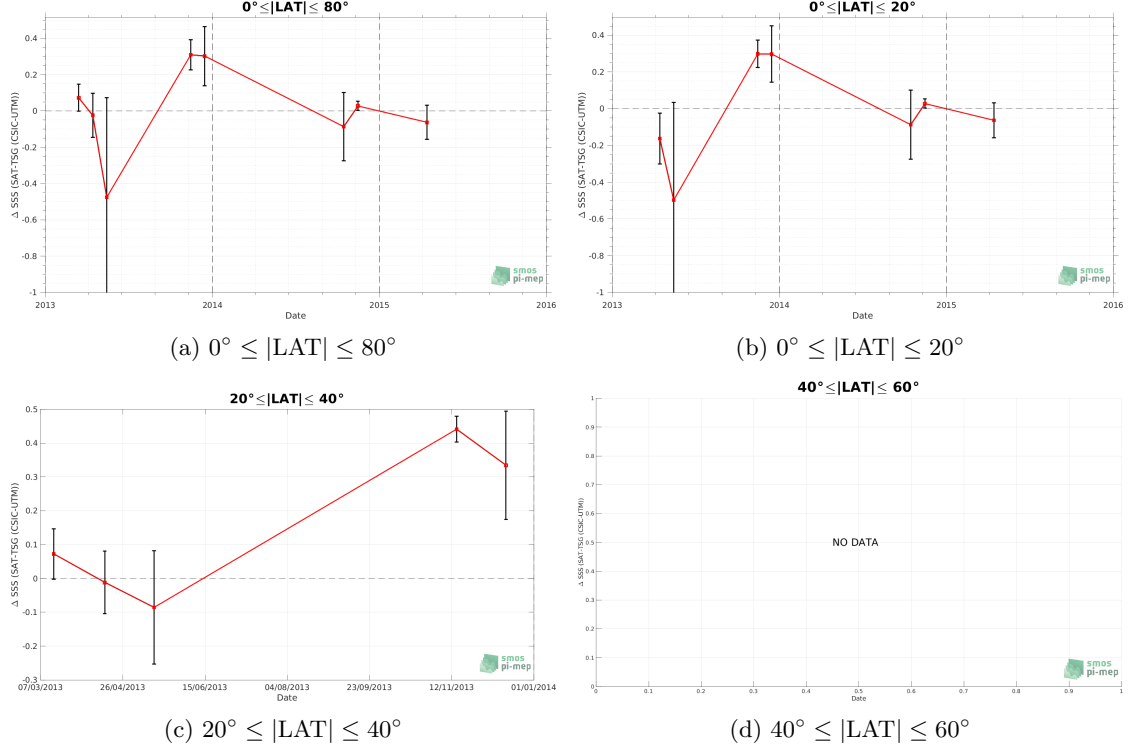 0°≤|LAT|≤ 80°
0.4
0.2
0
-0.2
-0.4
-0.6
-0.8
-1
Δ SSS (SAT-TSG (CSIC-UTM))
2013
2014
2015
2016
Date
smos
pi-mep
(a) 0° ≤ |LAT| ≤ 80°
0°≤|LAT|≤ 20°
0.4
0.2
0
-0.2
-0.4
-0.6
-0.8
-1
Δ SSS (SAT-TSG (CSIC-UTM))
2013
2014
2015
2016
Date
smos
pi-mep
(b) 0° ≤ |LAT| ≤ 20°
20°≤|LAT|≤ 40°
0.5
0.4
0.3
0.2
0.1
0
-0.1
-0.2
-0.3
Δ SSS (SAT-TSG (CSIC-UTM))
07/03/2013
26/04/2013
15/06/2013
04/08/2013
23/09/2013
12/11/2013
01/01/2014
Date
smos
pi-mep
(c) 20° ≤ |LAT| ≤ 40°
40°≤|LAT|≤ 60°
1
0.9
0.8
0.7
0.6
0.5
0.4
0.3
0.2
0.1
0
Δ SSS (SAT-TSG (CSIC-UTM))
NO DATA
0
0.1
0.2
0.3
0.4
0.5
0.6
0.7
0.8
0.9
1
Date
smos
pi-mep
(d) 40° ≤ |LAT| ≤ 60°